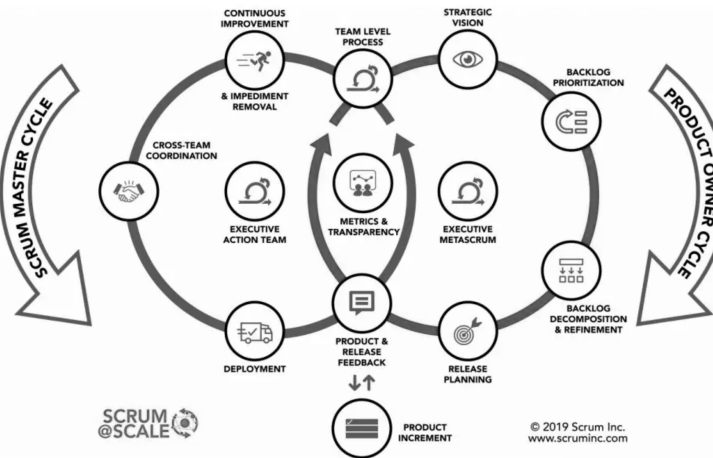 CONTINUOUS
IMPROVEMENT
& IMPEDIMENT
REMOVAL
TEAM LEVEL
PROCESS
STRATEGIC
VISION
BACKLOG
PRIORITIZATION
SCRUM MASTER CYCLE
PRODUCT OWNER CYCLE
CROSS-TEAM
COORDINATION
EXECUTIVE
ACTION TEAM
METRICS &
TRANSPARENCY
EXECUTIVE
METASCRUM
BACKLOG
DECOMPOSITION
& REFINEMENT
DEPLOYMENT
PRODUCT &
RELEASE
FEEDBACK
RELEASE
PLANNING
SCRUM
@SCALE
PRODUCT
INCREMENT
© 2019 Scrum Inc.
www.scruminc.com